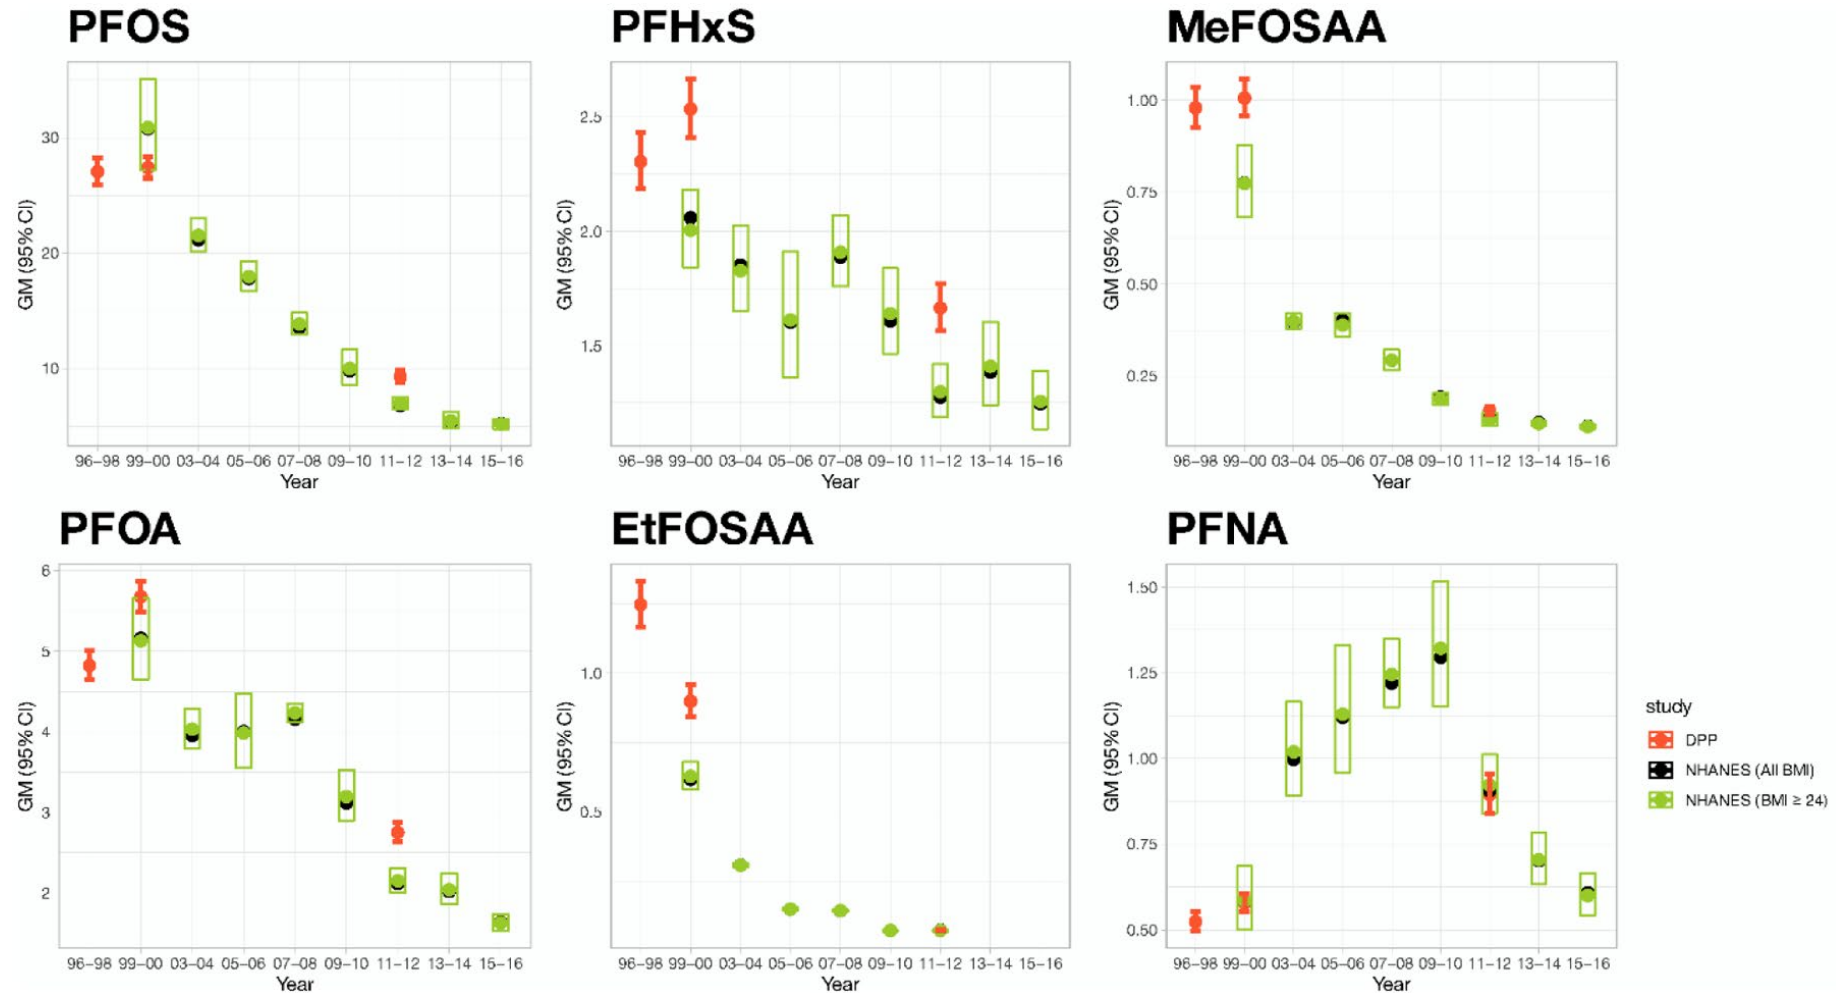 PFOS
PFHxS
MeFOSAA
GM (95% CI)
30
20
10
96–98 99–00 03–04 05–06 07–08 09–10 11–12 13–14 15–16
Year
GM (95% CI)
2.5
2.0
1.5
96–98 99–00 03–04 05–06 07–08 09–10 11–12 13–14 15–16
Year
GM (95% CI)
1.00
0.75
0.50
0.25
96–98 99–00 03–04 05–06 07–08 09–10 11–12 13–14 15–16
Year
PFOA
EtFOSAA
PFNA
GM (95% CI)
6
5
4
3
2
96–98 99–00 03–04 05–06 07–08 09–10 11–12 13–14 15–16
Year
GM (95% CI)
1.0
0.5
96–98 99–00 03–04 05–06 07–08 09–10 11–12 13–14 15–16
Year
GM (95% CI)
1.50
1.25
1.00
0.75
0.50
96–98 99–00 03–04 05–06 07–08 09–10 11–12 13–14 15–16
Year
study
DPP
NHANES (All BMI)
NHANES (BMI ≥ 24)